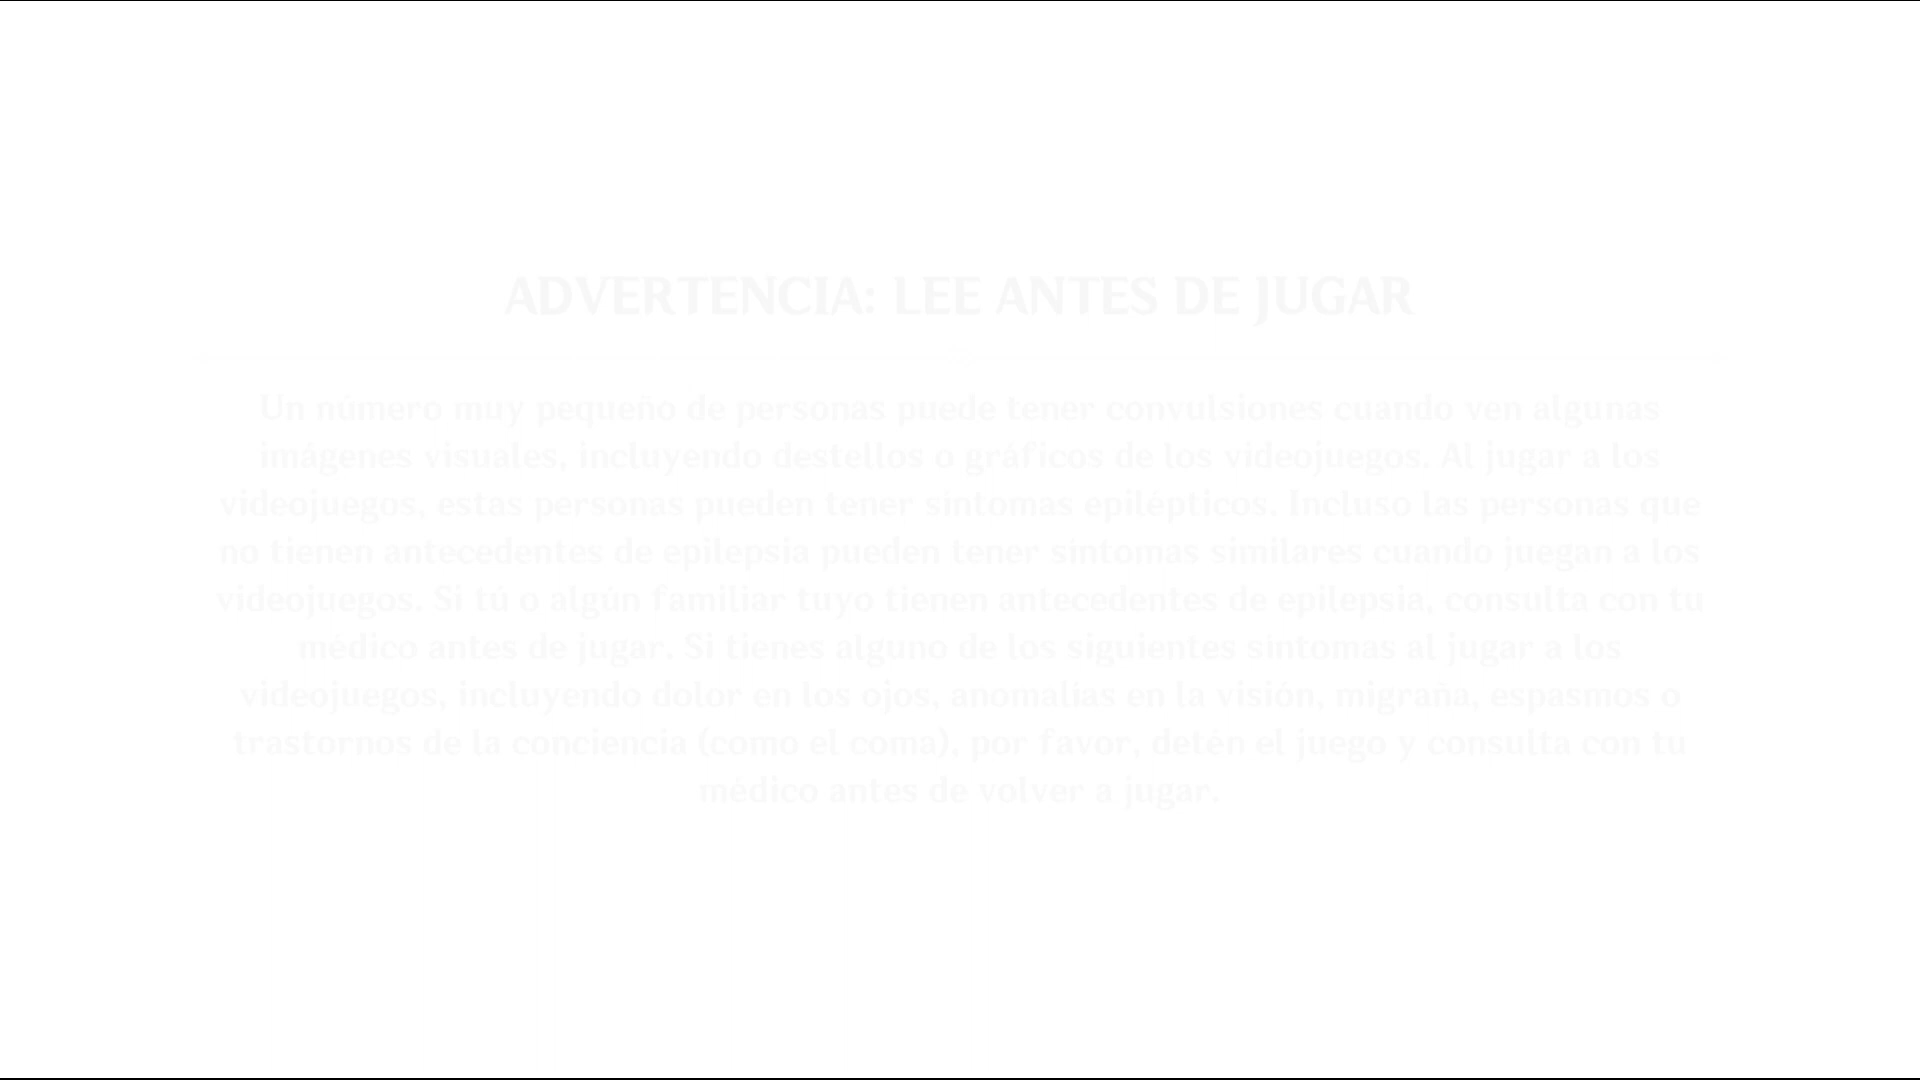 ADVERTENCIA: LEE ANTES DE JUGAR
Un número muy pequeño de personas puede tener convulsiones cuando ven algunas
imágenes visuales, incluyendo destellos o gráficos de los videojuegos. Al jugar a los
videojuegos, estas personas pueden tener síntomas epilépticos. Incluso las personas que
no tienen antecedentes de epilepsia pueden tener síntomas similares cuando juegan a los
videojuegos. Si tú o algún familiar tuyo tienen antecedentes de epilepsia, consulta con tu
médico antes de jugar. Si tienes alguno de los siguientes síntomas al jugar a los
videojuegos, incluyendo dolor en los ojos, anomalías en la visión, migraña, espasmos o
trastornos de la conciencia (como el coma), por favor, detén el juego y consulta con tu
médico antes de volver a jugar.